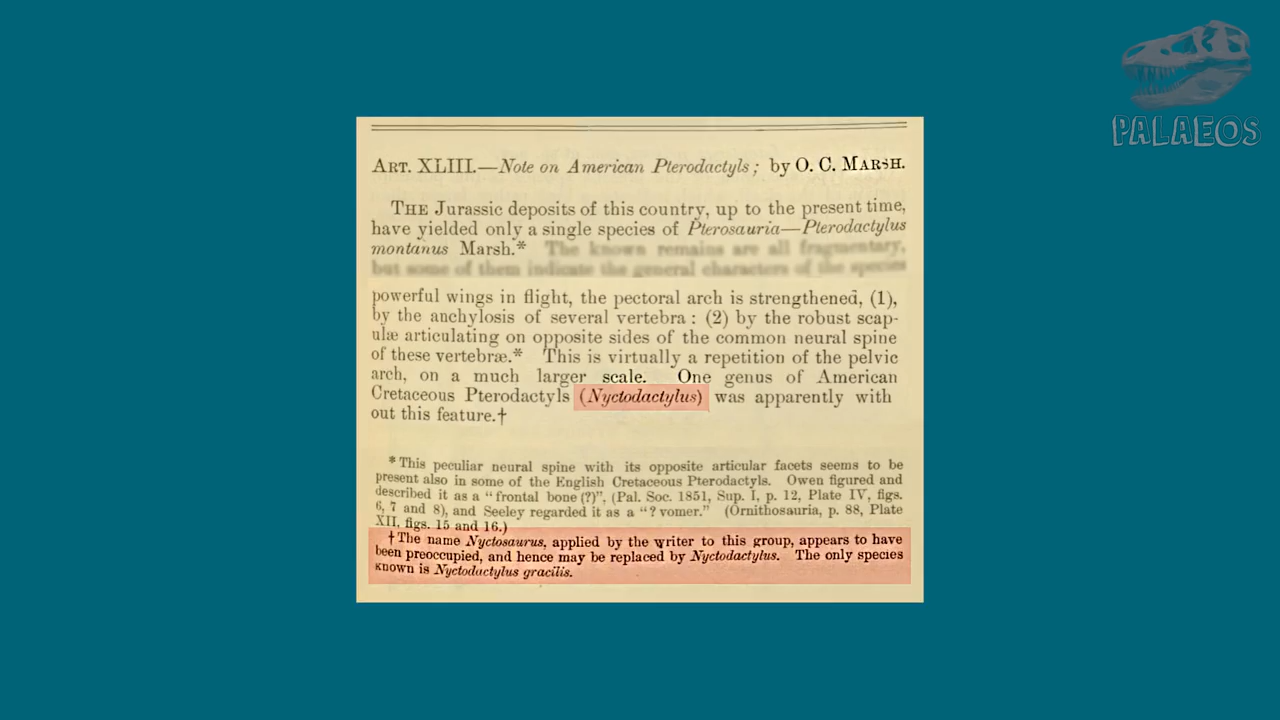 PALAEOS
ART. XLIII.—Note on American Pterodactyls; by O. C. MARSH.
THE Jurassic deposits of this country, up to the present time,
have yielded only a single species of Pterosauria—Pterodactylus
montanus Marsh.* The known remains are all fragmentary,
but some of them indicate the general characters of the species
powerful wings in flight, the pectoral arch is strengthened, (1),
by the anchylosis of several vertebra: (2) by the robust scap-
ulæ articulating on opposite sides of the common neural spine
of these vertebræ.* This is virtually a repetition of the pelvic
arch, on a much larger scale. One genus of American
Cretaceous Pterodactyls (Nyctodactylus) was apparently with
out this feature.†
* This peculiar neural spine with its opposite articular facets seems to be
present also in some of the English Cretaceous Pterodactyls. Owen figured and
described it as a "frontal bone (?)", (Pal. Soc. 1851, Sup. I, p. 12, Plate IV, figs.
6, 7 and 8), and Seeley regarded it as a "? vomer." (Ornithosauria, p. 88, Plate
XII, figs. 15 and 16.)
† The name Nyctosaurus, applied by the writer to this group, appears to have
been preoccupied, and hence may be replaced by Nyctodactylus. The only species
known is Nyctodactylus gracilis.